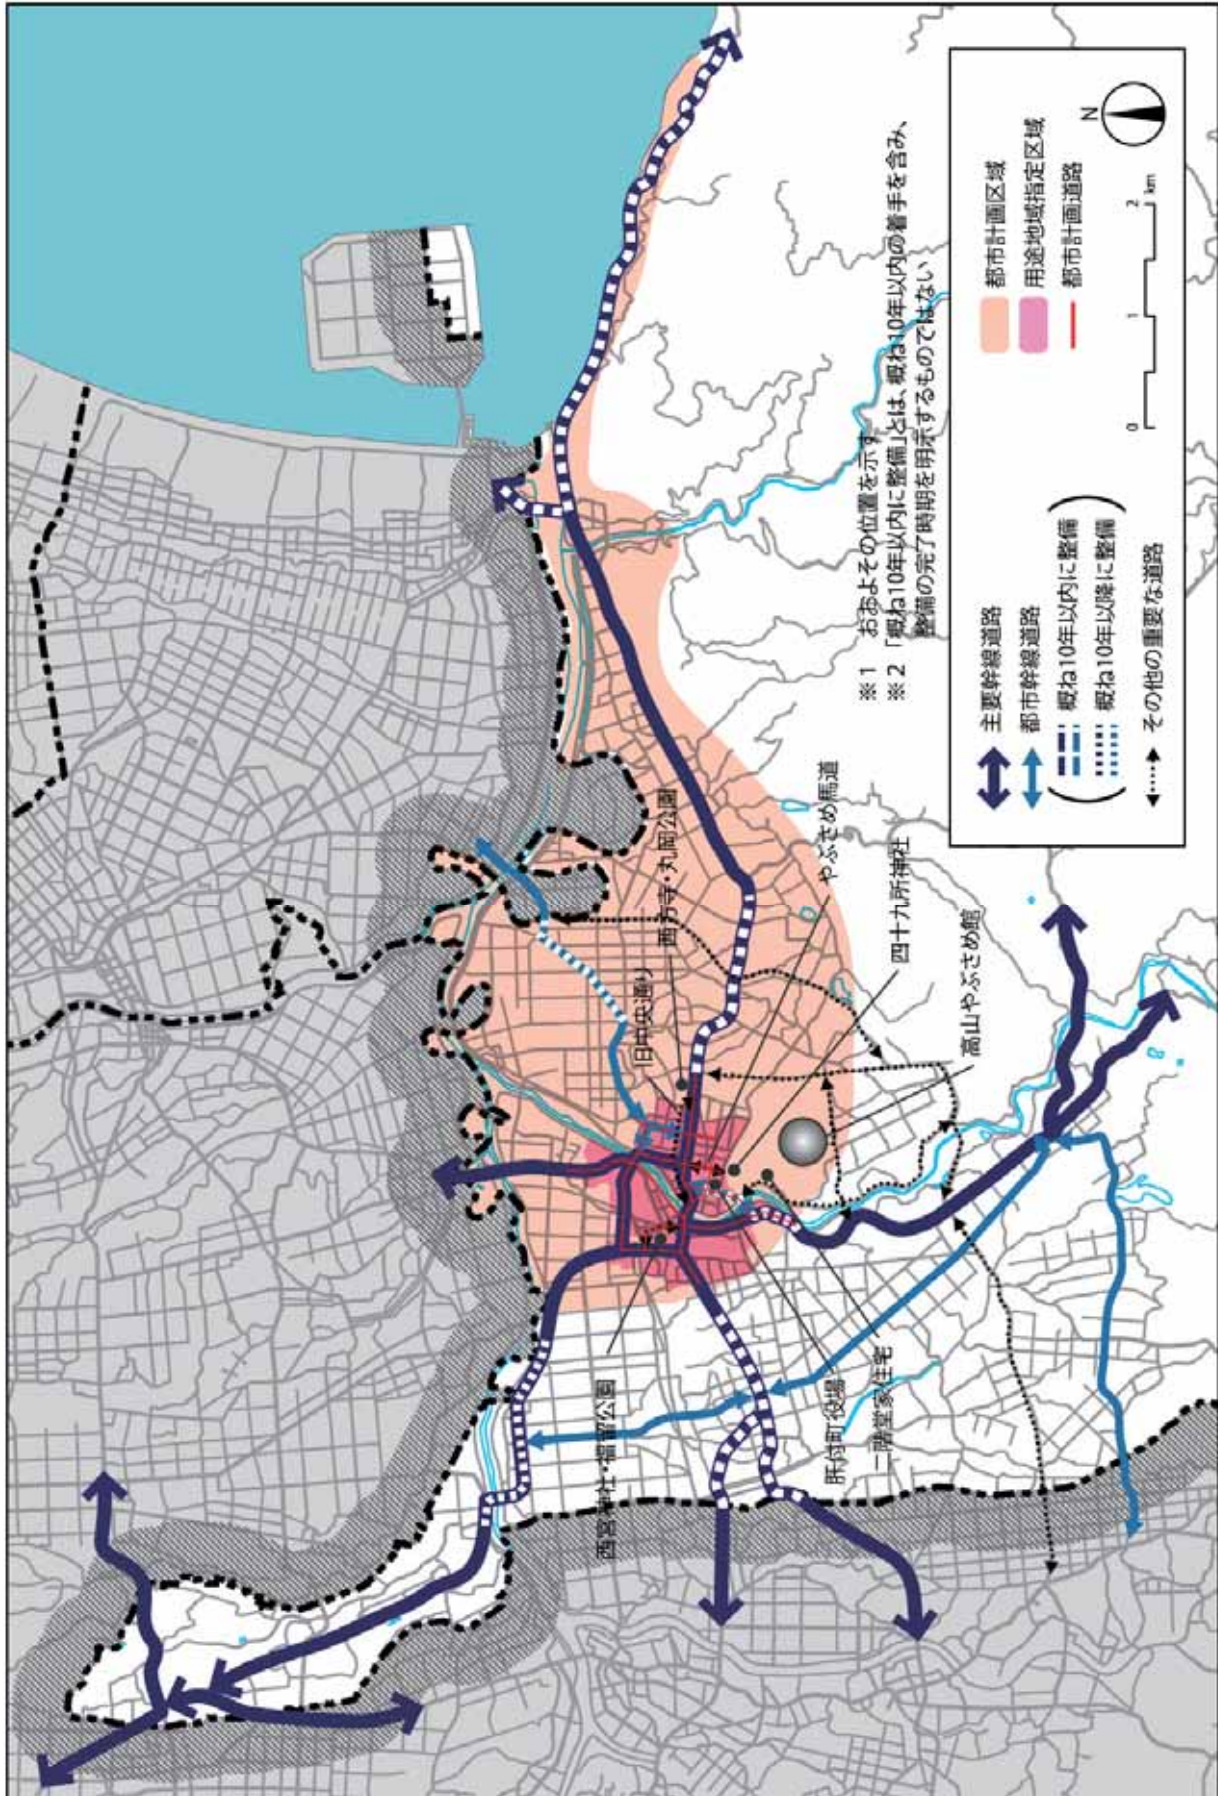 西方寺・丸岡公園
旧中央通り
やぶさめ馬道
四十九所神社
高山やぶさめ館
西宮神社・福留公園
肝付町役場
二階堂家住宅
※1 おおよその位置を示す
※2 「概ね10年以内に整備」とは、概ね10年以内の着手を含み、
整備の完了時期を明示するものではない
主要幹線道路
都市幹線道路
概ね10年以内に整備
概ね10年以降に整備
その他の重要な道路
都市計画区域
用途地域指定区域
都市計画道路
0 1 2 km
N